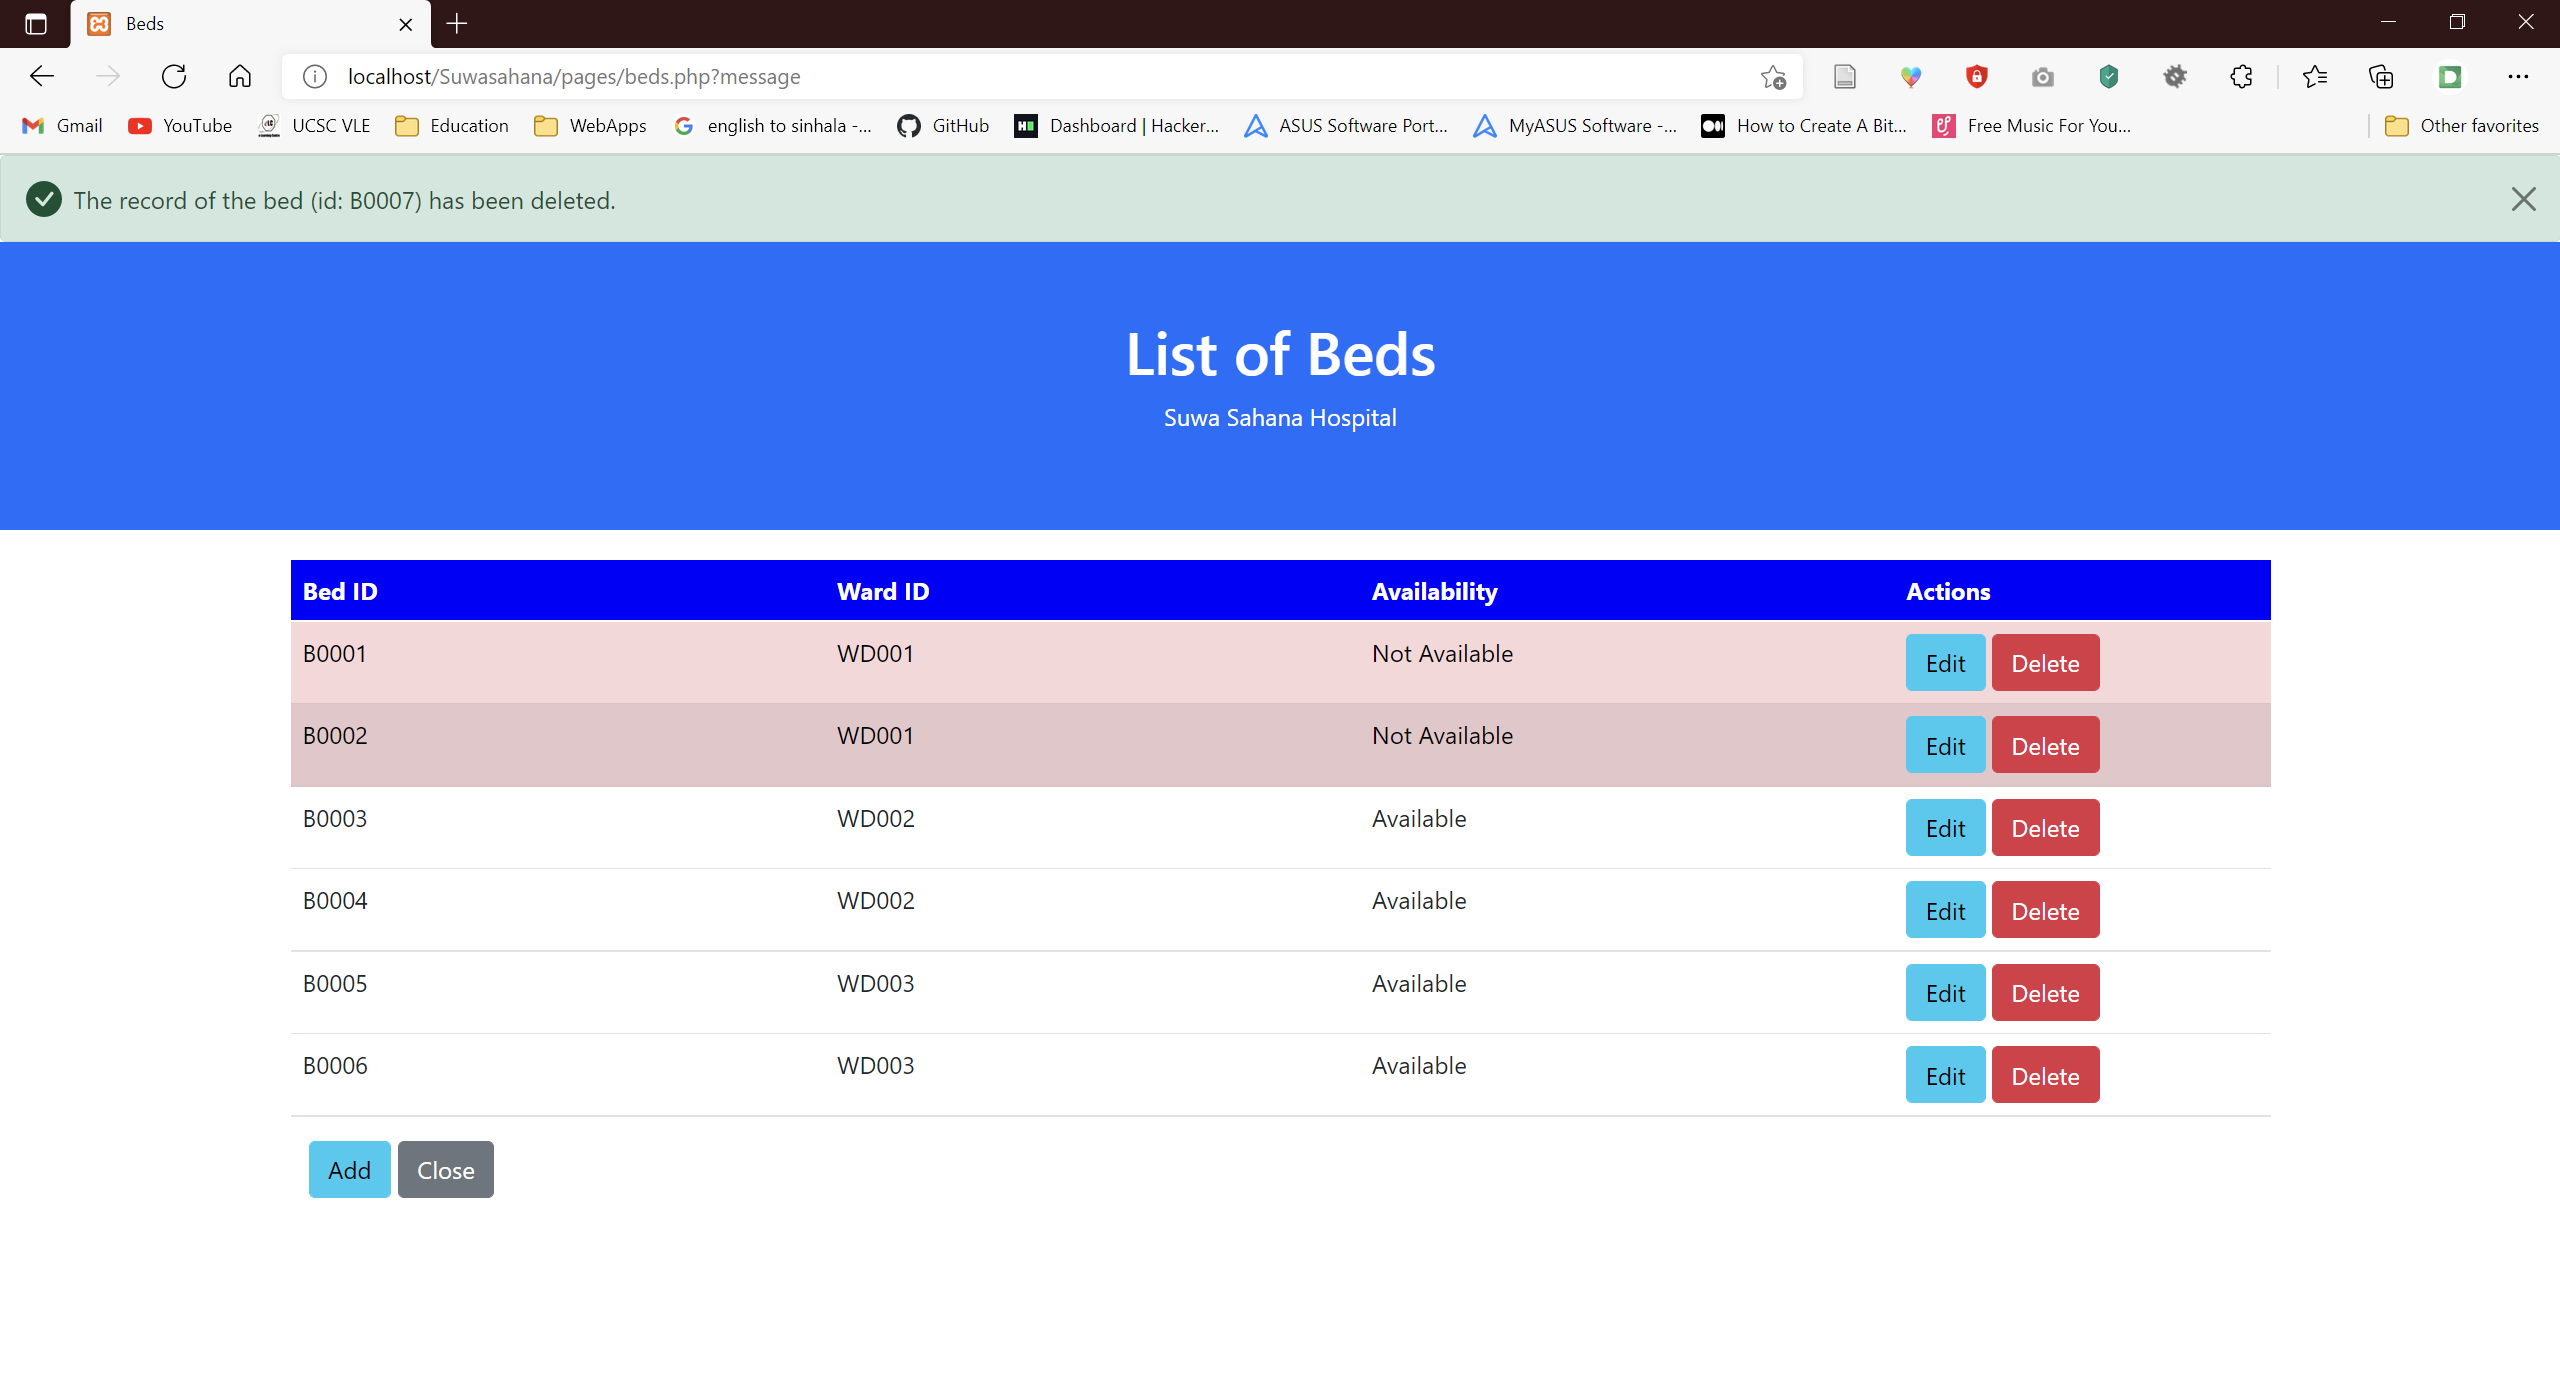 Beds
localhost/Suwasahana/pages/beds.php?message
Gmail YouTube UCSC VLE Education WebApps english to sinhala -... GitHub Dashboard | Hacker... ASUS Software Port... MyASUS Software -... How to Create A Bit... Free Music For You... Other favorites
The record of the bed (id: B0007) has been deleted.
List of Beds
Suwa Sahana Hospital
Bed ID Ward ID Availability Actions
B0001 WD001 Not Available Edit Delete
B0002 WD001 Not Available Edit Delete
B0003 WD002 Available Edit Delete
B0004 WD002 Available Edit Delete
B0005 WD003 Available Edit Delete
B0006 WD003 Available Edit Delete
Add Close